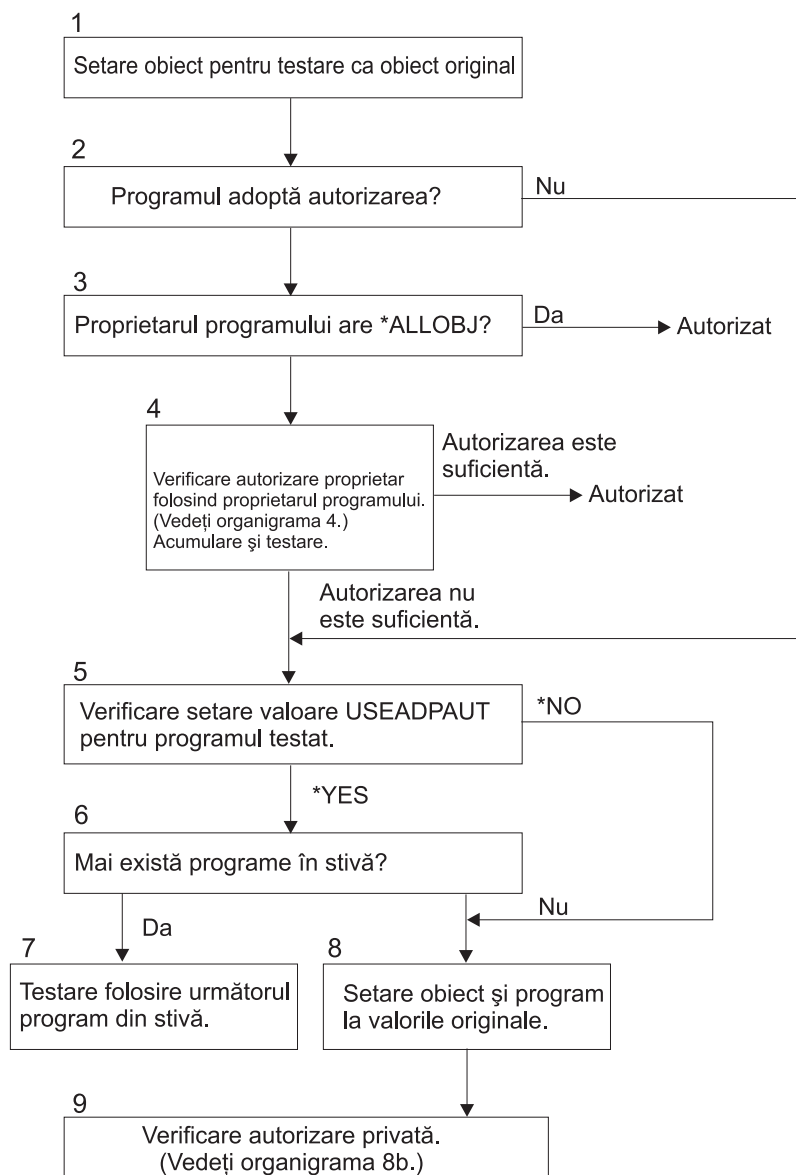 1
Setare obiect pentru testare ca obiect original
2
Programul adoptă autorizarea?
Nu
3
Proprietarul programului are *ALLOBJ?
Da
Autorizat
4
Verificare autorizare proprietar
folosind proprietarul programului.
(Vedeți organigrama 4.)
Acumulare şi testare.
Autorizarea este
suficientă.
Autorizat
Autorizarea nu
este suficientă.
5
Verificare setare valoare USEADPAUT
pentru programul testat.
*NO
*YES
6
Mai există programe în stivă?
Da
Nu
7
Testare folosire următorul
program din stivă.
8
Setare obiect şi program
la valorile originale.
9
Verificare autorizare privată.
(Vedeți organigrama 8b.)